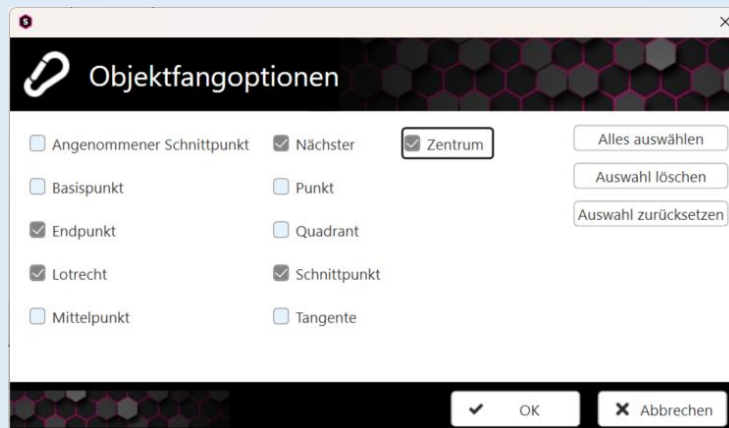 S
Objektfangoptionen
Angenommener Schnittpunkt
Basispunkt
Endpunkt
Lotrecht
Mittelpunkt
Nächster
Punkt
Quadrant
Schnittpunkt
Tangente
Zentrum
Alles auswählen
Auswahl löschen
Auswahl zurücksetzen
OK
Abbrechen